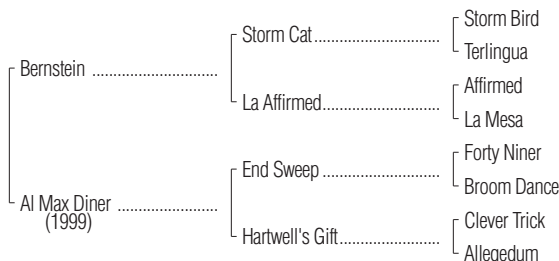 Storm Bird
Storm Cat
Terlingua
Bernstein
Affirmed
La Affirmed
La Mesa
Forty Niner
End Sweep
Broom Dance
Al Max Diner
(1999)
Clever Trick
Hartwell's Gift
Allegedum